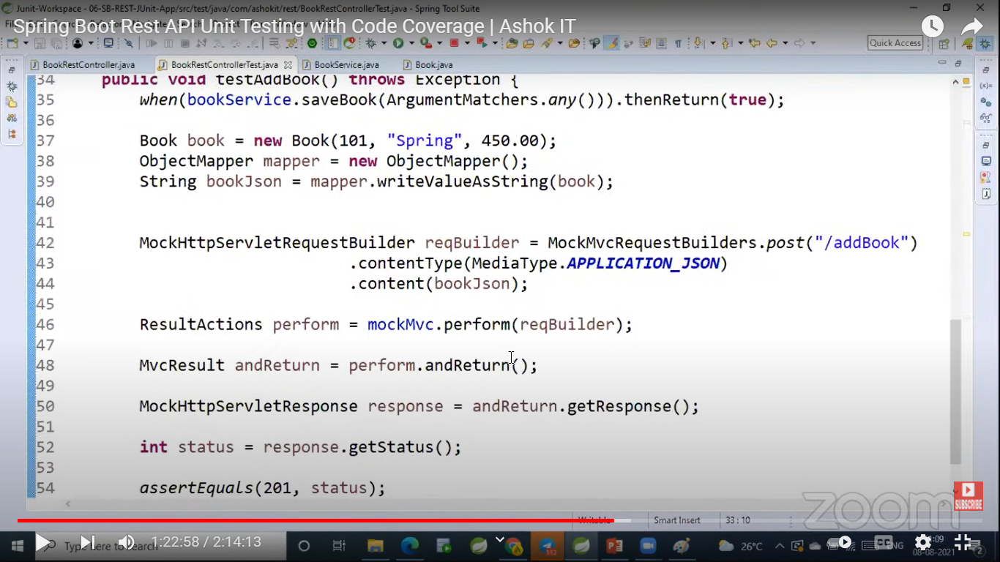 Junit-Workspace - 06-SB-REST-JUnit-App/src/test/java/com/ashokit/rest/BookRestControllerTest.java - Spring Tool Suite
Spring Boot Rest API Unit Testing with Code Coverage | Ashok IT
Quick Access
BookRestController.java
BookRestControllerTest.java
BookService.java
Book.java
34 public void testAddBook() throws Exception {
35 when(bookService.saveBook(ArgumentMatchers.any())).thenReturn(true);
36
37 Book book = new Book(101, "Spring", 450.00);
38 ObjectMapper mapper = new ObjectMapper();
39 String bookJson = mapper.writeValueAsString(book);
40
41
42 MockHttpServletRequestBuilder reqBuilder = MockMvcRequestBuilders.post("/addBook")
43 .contentType(MediaType.APPLICATION_JSON)
44 .content(bookJson);
45
46 ResultActions perform = mockMvc.perform(reqBuilder);
47
48 MvcResult andReturn = perform.andReturn();
49
50 MockHttpServletResponse response = andReturn.getResponse();
51
52 int status = response.getStatus();
53
54 assertEquals(201, status);
zoom
SUBSCRIBE
Writable
Smart Insert
33 : 10
Type here to search
1:22:58 / 2:14:13
26°C
ENG
08-08-2021